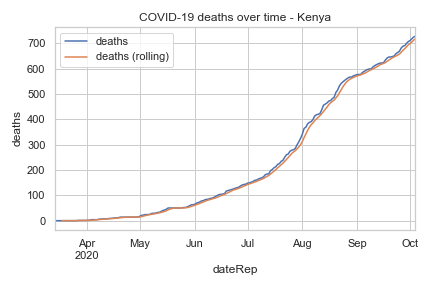 COVID-19 deaths over time - Kenya
deaths
deaths (rolling)
700
600
500
400
300
200
100
0
deaths
Apr May Jun Jul Aug Sep Oct
2020
dateRep